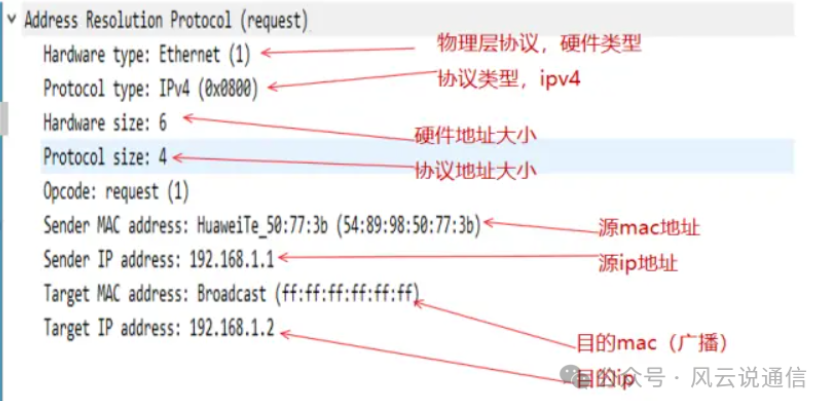 Address Resolution Protocol (request)
Hardware type: Ethernet (1)
物理层协议，硬件类型
Protocol type: IPv4 (0x0800)
协议类型，ipv4
Hardware size: 6
硬件地址大小
Protocol size: 4
协议地址大小
Opcode: request (1)
Sender MAC address: HuaweiTe_50:77:3b (54:89:98:50:77:3b)
源mac地址
Sender IP address: 192.168.1.1
源ip地址
Target MAC address: Broadcast (ff:ff:ff:ff:ff:ff)
目的mac（广播）
Target IP address: 192.168.1.2
目的ip
公众号 · 风云说通信